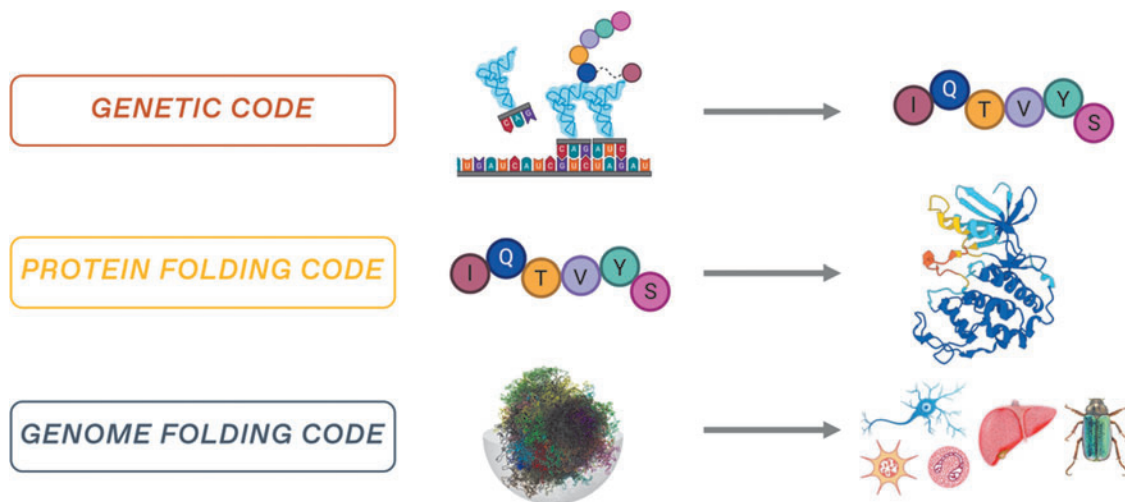 GENETIC CODE
C A G
C A G A U C
U G A U C A U C G U C U A G A U
I Q T V Y S
PROTEIN FOLDING CODE
I Q T V Y S
GENOME FOLDING CODE